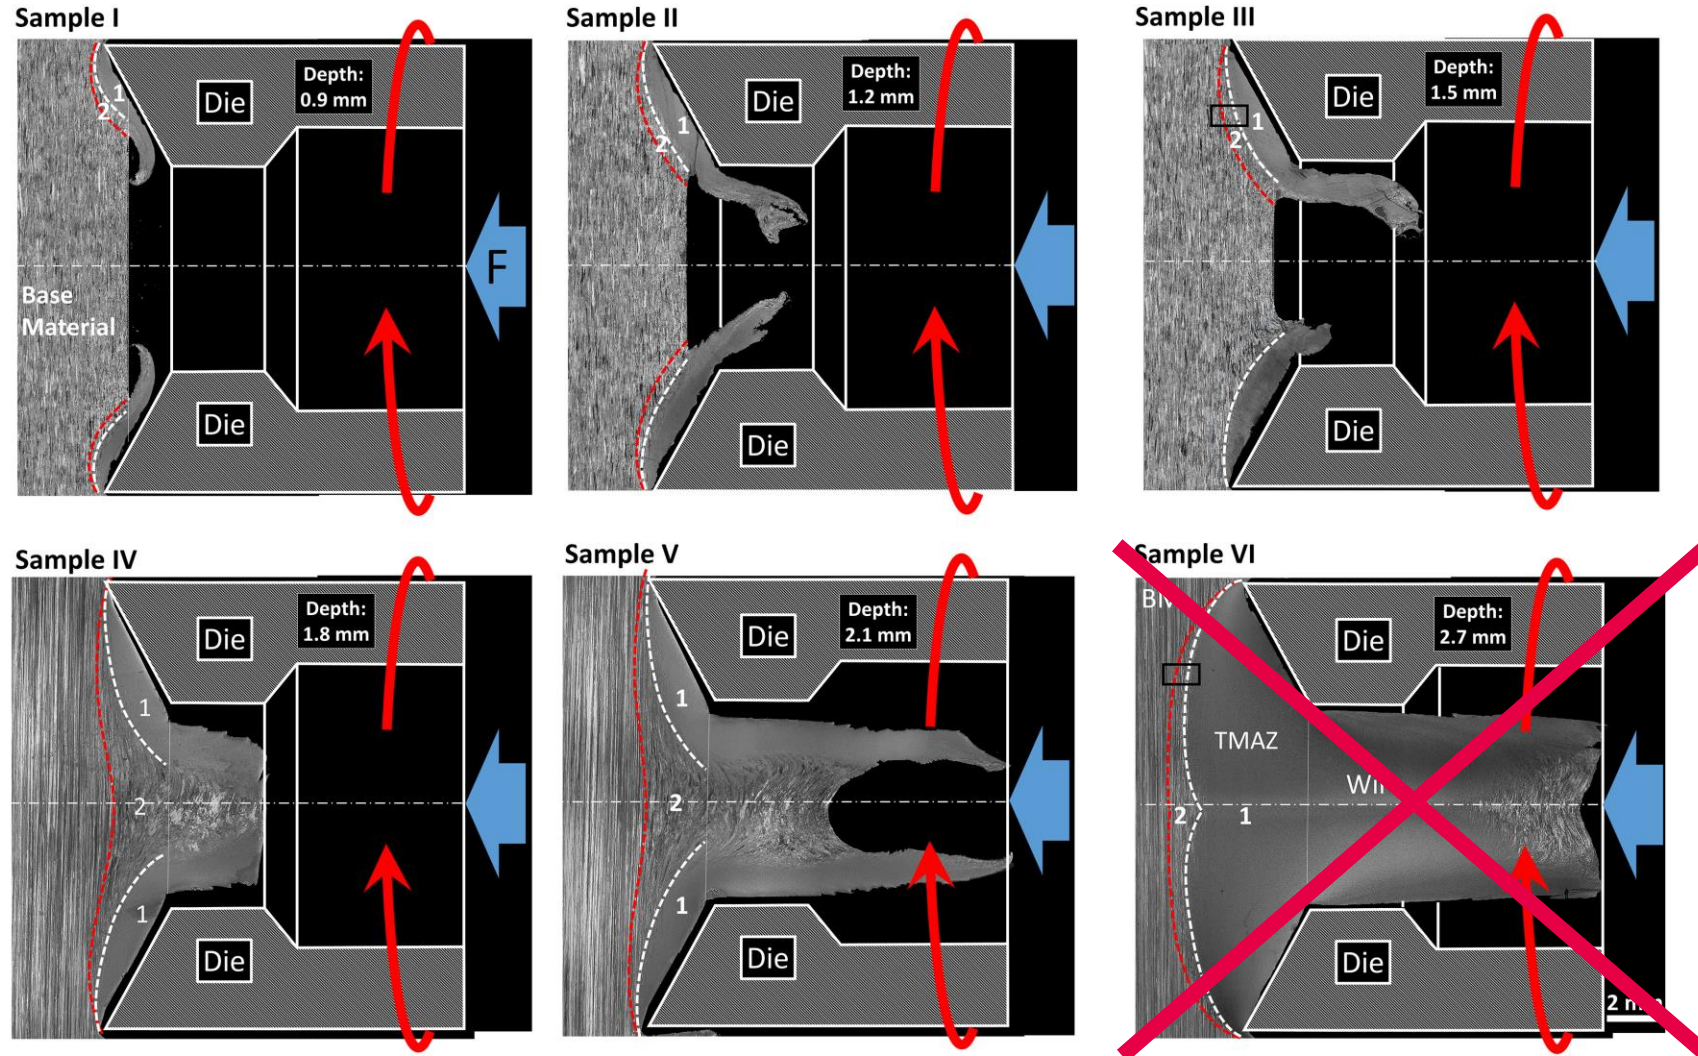 Sample I
Die
Depth:
0.9 mm
1
2
F
Base
Material
Die
Sample II
Die
Depth:
1.2 mm
1
2
Die
Sample III
Die
Depth:
1.5 mm
1
2
Die
Sample IV
Die
Depth:
1.8 mm
1
2
1
Die
Sample V
Die
Depth:
2.1 mm
1
2
1
Die
Sample VI
Die
Depth:
2.7 mm
TMAZ
2
1
Die